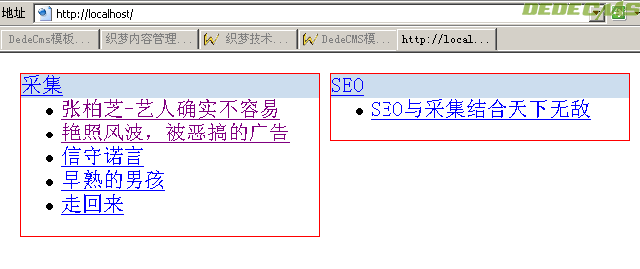 地址 http://localhost/
DEDECMS
DedeCms模板... 织梦内容管理... 织梦技术... DedeCMS模... http://local...
采集
张柏芝-艺人确实不容易
艳照风波，被恶搞的广告
信守诺言
早熟的男孩
走回来
SEO
SEO与采集结合天下无敌